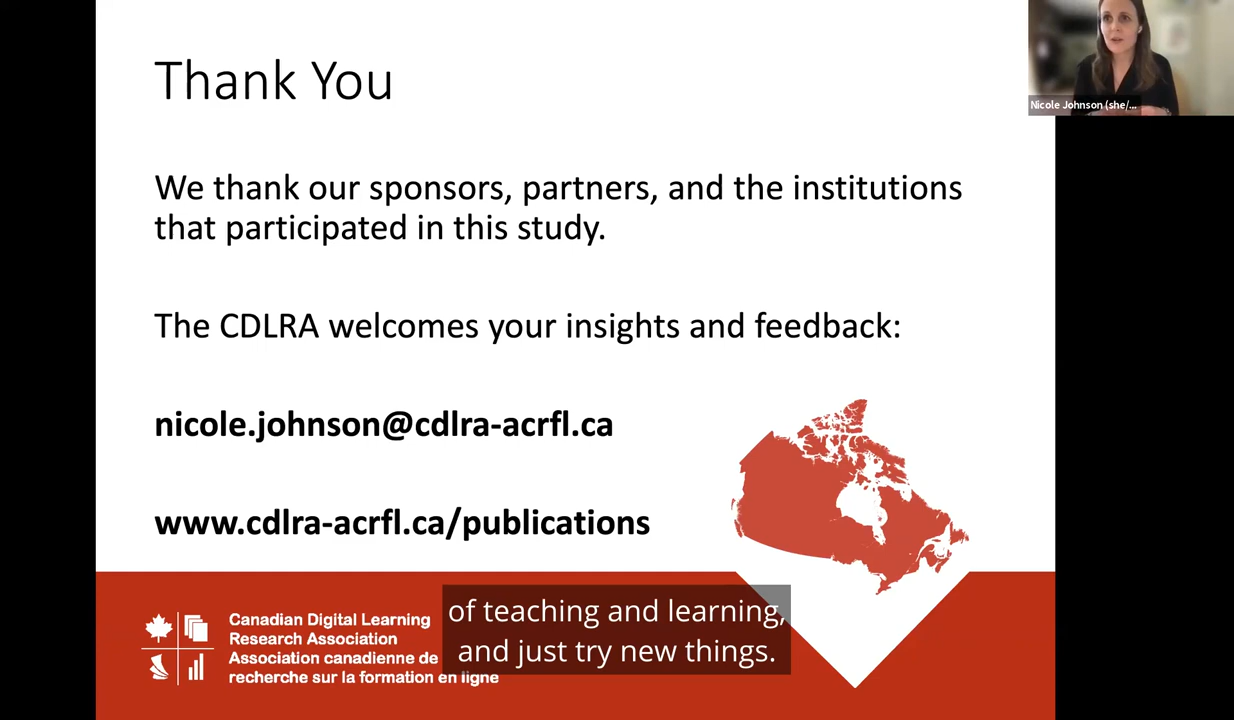 Thank You
Nicole Johnson (she/...
We thank our sponsors, partners, and the institutions
that participated in this study.
The CDLRA welcomes your insights and feedback:
nicole.johnson@cdlra-acrfl.ca
www.cdlra-acrfl.ca/publications
Canadian Digital Learning
Research Association
Association canadienne de
recherche sur la formation en ligne
of teaching and learning,
and just try new things.